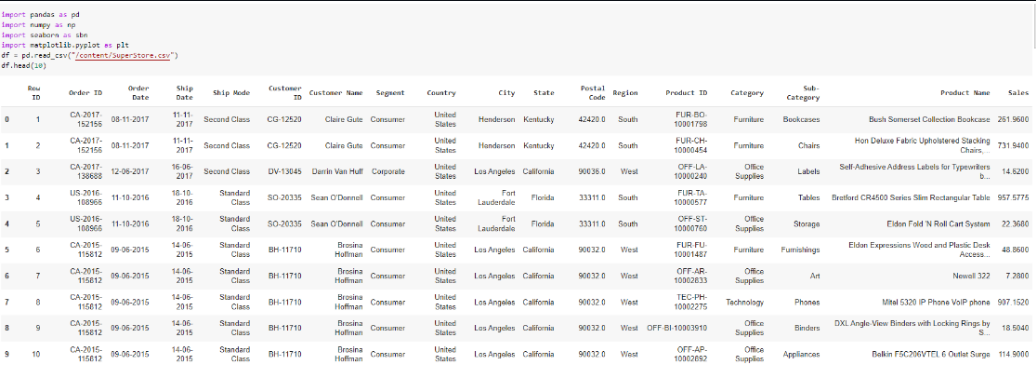 import pandas as pd
import numpy as np
import seaborn as sbn
import matplotlib.pyplot as plt
df = pd.read_csv("/content/SuperStore.csv")
df.head(10)
Row ID Order ID Order Date Ship Date Ship Mode Customer ID Customer Name Segment Country City State Postal Code Region Product ID Category Sub-Category Product Name Sales
0 1 CA-2017-152156 08-11-2017 11-11-2017 Second Class CG-12520 Claire Gute Consumer United States Henderson Kentucky 42420.0 South FUR-BO-10001798 Furniture Bookcases Bush Somerset Collection Bookcase 261.9600
1 2 CA-2017-152156 08-11-2017 11-11-2017 Second Class CG-12520 Claire Gute Consumer United States Henderson Kentucky 42420.0 South FUR-CH-10000454 Furniture Chairs Hon Deluxe Fabric Upholstered Stacking Chairs,... 731.9400
2 3 CA-2017-138688 12-06-2017 16-06-2017 Second Class DV-13045 Darrin Van Huff Corporate United States Los Angeles California 90036.0 West OFF-LA-10000240 Office Supplies Labels Self-Adhesive Address Labels for Typewriters b... 14.6200
3 4 US-2016-108966 11-10-2016 18-10-2016 Standard Class SO-20335 Sean O'Donnell Consumer United States Fort Lauderdale Florida 33311.0 South FUR-TA-10000577 Furniture Tables Bretford CR4500 Series Slim Rectangular Table 957.5775
4 5 US-2016-108966 11-10-2016 18-10-2016 Standard Class SO-20335 Sean O'Donnell Consumer United States Fort Lauderdale Florida 33311.0 South OFF-ST-10000760 Office Supplies Storage Eldon Fold 'N Roll Cart System 22.3680
5 6 CA-2015-115812 09-06-2015 14-06-2015 Standard Class BH-11710 Brosina Hoffman Consumer United States Los Angeles California 90032.0 West FUR-FU-10001487 Furniture Furnishings Eldon Expressions Wood and Plastic Desk Access... 48.8600
6 7 CA-2015-115812 09-06-2015 14-06-2015 Standard Class BH-11710 Brosina Hoffman Consumer United States Los Angeles California 90032.0 West OFF-AR-10002833 Office Supplies Art Newell 322 7.2800
7 8 CA-2015-115812 09-06-2015 14-06-2015 Standard Class BH-11710 Brosina Hoffman Consumer United States Los Angeles California 90032.0 West TEC-PH-10002275 Technology Phones Mitel 5320 IP Phone VoIP phone 907.1520
8 9 CA-2015-115812 09-06-2015 14-06-2015 Standard Class BH-11710 Brosina Hoffman Consumer United States Los Angeles California 90032.0 West OFF-BI-10003910 Office Supplies Binders DXL Angle-View Binders with Locking Rings by S... 18.5040
9 10 CA-2015-115812 09-06-2015 14-06-2015 Standard Class BH-11710 Brosina Hoffman Consumer United States Los Angeles California 90032.0 West OFF-AP-10002892 Office Supplies Appliances Belkin F5C206VTEL 6 Outlet Surge 114.9000